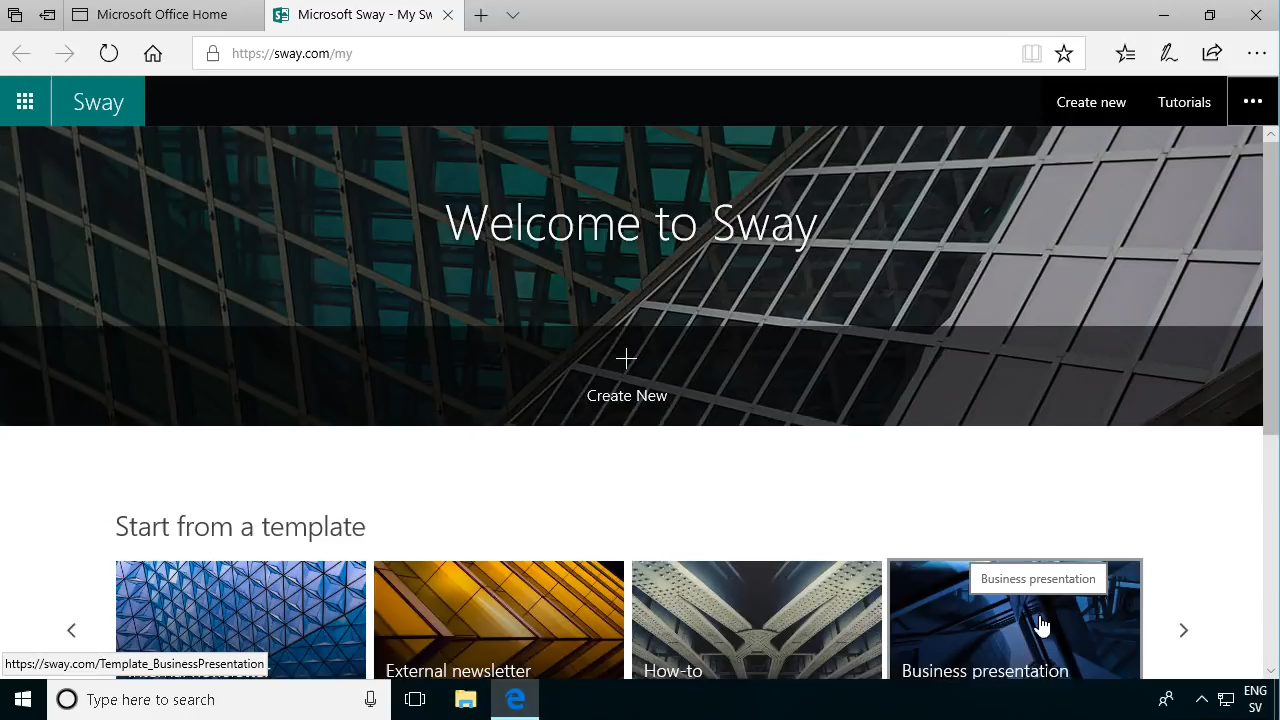 Microsoft Office Home
Microsoft Sway - My Sw
https://sway.com/my
Sway
Create new
Tutorials
Welcome to Sway
Create New
Start from a template
Business presentation
External newsletter
How-to
Business presentation
https://sway.com/Template_BusinessPresentation
Type here to search
ENG
SV